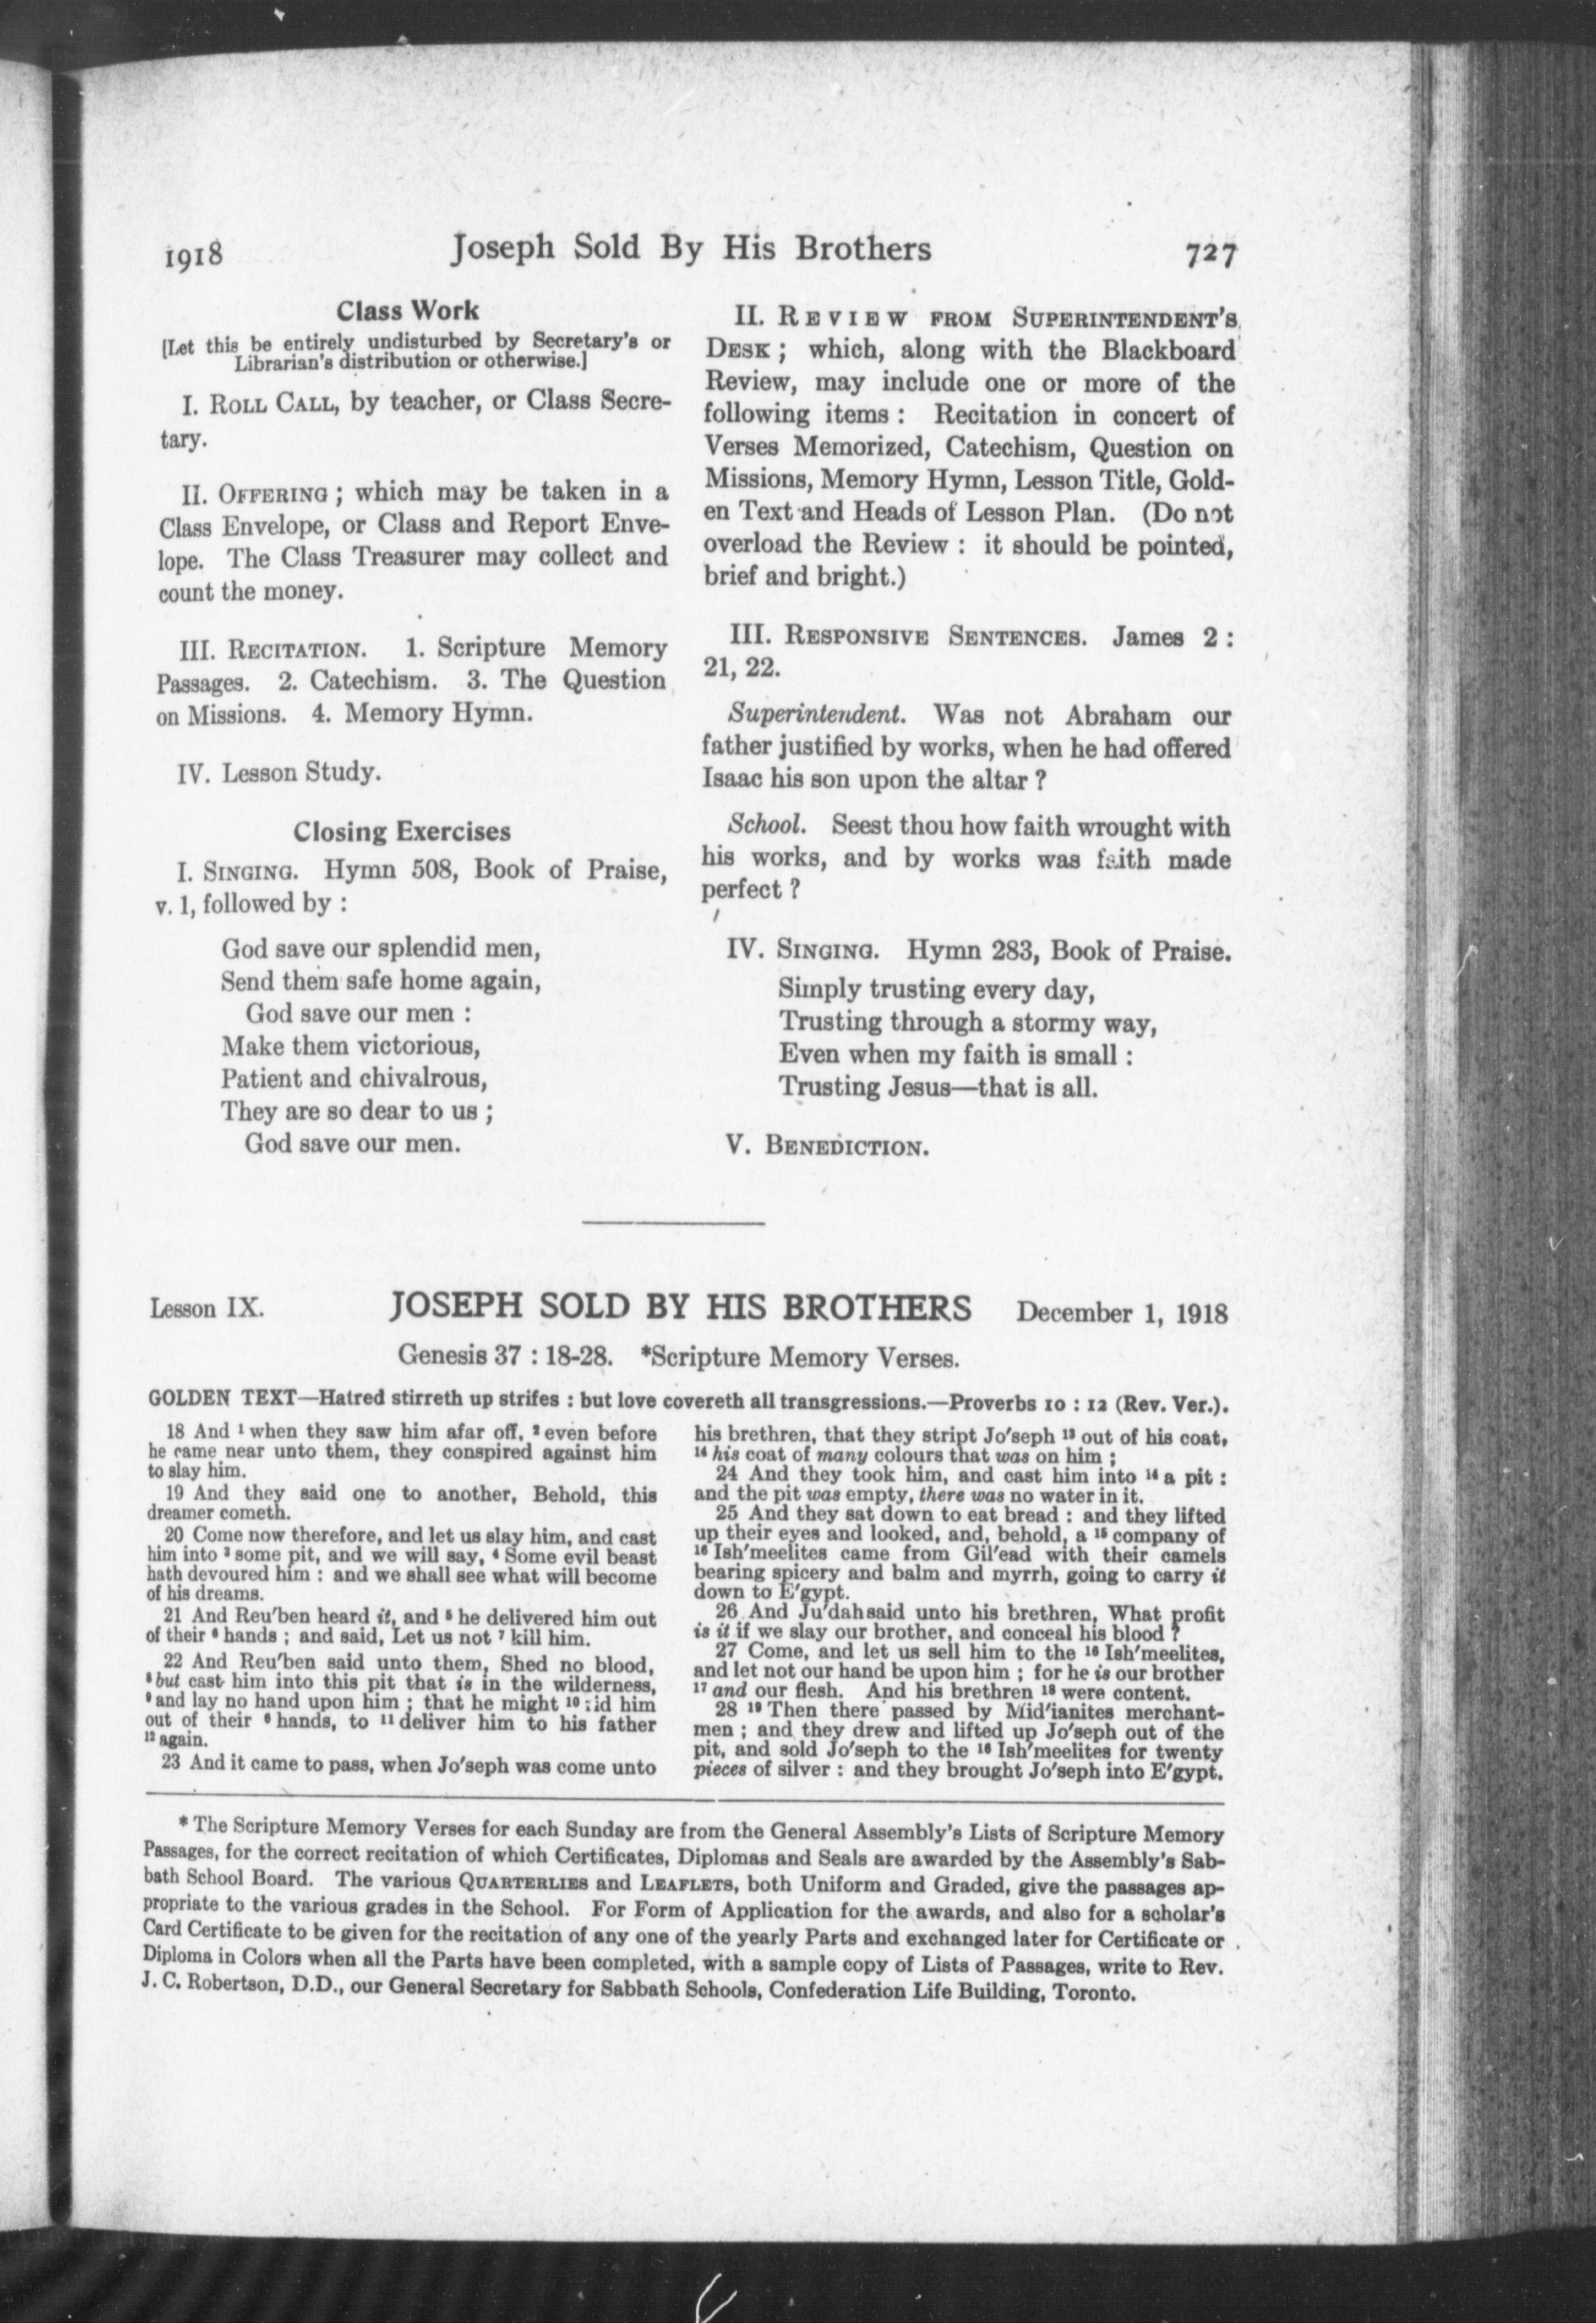 1918 Joseph Sold By His Brothers 727
Class Work
[Let this be entirely undisturbed by Secretary's or
Librarian's distribution or otherwise.]
I. ROLL CALL, by teacher, or Class Secre-
tary.
II. OFFERING ; which may be taken in a
Class Envelope, or Class and Report Enve-
lope. The Class Treasurer may collect and
count the money.
III. RECITATION. 1. Scripture Memory
Passages. 2. Catechism. 3. The Question
on Missions. 4. Memory Hymn.
IV. Lesson Study.
Closing Exercises
I. SINGING. Hymn 508, Book of Praise,
v. 1, followed by :
God save our splendid men,
Send them safe home again,
God save our men :
Make them victorious,
Patient and chivalrous,
They are so dear to us ;
God save our men.
II. REVIEW FROM SUPERINTENDENT'S
DESK ; which, along with the Blackboard
Review, may include one or more of the
following items : Recitation in concert of
Verses Memorized, Catechism, Question on
Missions, Memory Hymn, Lesson Title, Gold-
en Text and Heads of Lesson Plan. (Do not
overload the Review : it should be pointed,
brief and bright.)
III. RESPONSIVE SENTENCES. James 2 :
21, 22.
Superintendent. Was not Abraham our
father justified by works, when he had offered
Isaac his son upon the altar ?
School. Seest thou how faith wrought with
his works, and by works was faith made
perfect ?
IV. SINGING. Hymn 283, Book of Praise.
Simply trusting every day,
Trusting through a stormy way,
Even when my faith is small :
Trusting Jesus—that is all.
V. BENEDICTION.
Lesson IX. JOSEPH SOLD BY HIS BROTHERS December 1, 1918
Genesis 37 : 18-28. *Scripture Memory Verses.
GOLDEN TEXT—Hatred stirreth up strifes : but love covereth all transgressions.—Proverbs 10 : 12 (Rev. Ver.).
18 And ¹ when they saw him afar off, ² even before
he came near unto them, they conspired against him
to slay him.
19 And they said one to another, Behold, this
dreamer cometh.
20 Come now therefore, and let us slay him, and cast
him into ³ some pit, and we will say, ⁴ Some evil beast
hath devoured him : and we shall see what will become
of his dreams.
21 And Reu'ben heard it, and ⁵ he delivered him out
of their ⁶ hands ; and said, Let us not ⁷ kill him.
22 And Reu'ben said unto them, Shed no blood,
⁸ but cast him into this pit that is in the wilderness,
⁹ and lay no hand upon him ; that he might ¹⁰ rid him
out of their ⁶ hands, to ¹¹ deliver him to his father
¹² again.
23 And it came to pass, when Jo'seph was come unto
his brethren, that they stript Jo'seph ¹³ out of his coat,
¹⁴ his coat of many colours that was on him ;
24 And they took him, and cast him into ¹⁴ a pit :
and the pit was empty, there was no water in it.
25 And they sat down to eat bread : and they lifted
up their eyes and looked, and, behold, a ¹⁵ company of
¹⁶ Ish'meelites came from Gil'ead with their camels
bearing spicery and balm and myrrh, going to carry it
down to E'gypt.
26 And Ju'dah said unto his brethren, What profit
is it if we slay our brother, and conceal his blood ?
27 Come, and let us sell him to the ¹⁶ Ish'meelites,
and let not our hand be upon him ; for he is our brother
¹⁷ and our flesh. And his brethren ¹⁸ were content.
28 ¹⁹ Then there passed by Mid'ianites merchant-
men ; and they drew and lifted up Jo'seph out of the
pit, and sold Jo'seph to the ¹⁶ Ish'meelites for twenty
pieces of silver : and they brought Jo'seph into E'gypt.
* The Scripture Memory Verses for each Sunday are from the General Assembly's Lists of Scripture Memory
Passages, for the correct recitation of which Certificates, Diplomas and Seals are awarded by the Assembly's Sab-
bath School Board. The various QUARTERLIES and LEAFLETS, both Uniform and Graded, give the passages ap-
propriate to the various grades in the School. For Form of Application for the awards, and also for a scholar's
Card Certificate to be given for the recitation of any one of the yearly Parts and exchanged later for Certificate or
Diploma in Colors when all the Parts have been completed, with a sample copy of Lists of Passages, write to Rev.
J. C. Robertson, D.D., our General Secretary for Sabbath Schools, Confederation Life Building, Toronto.